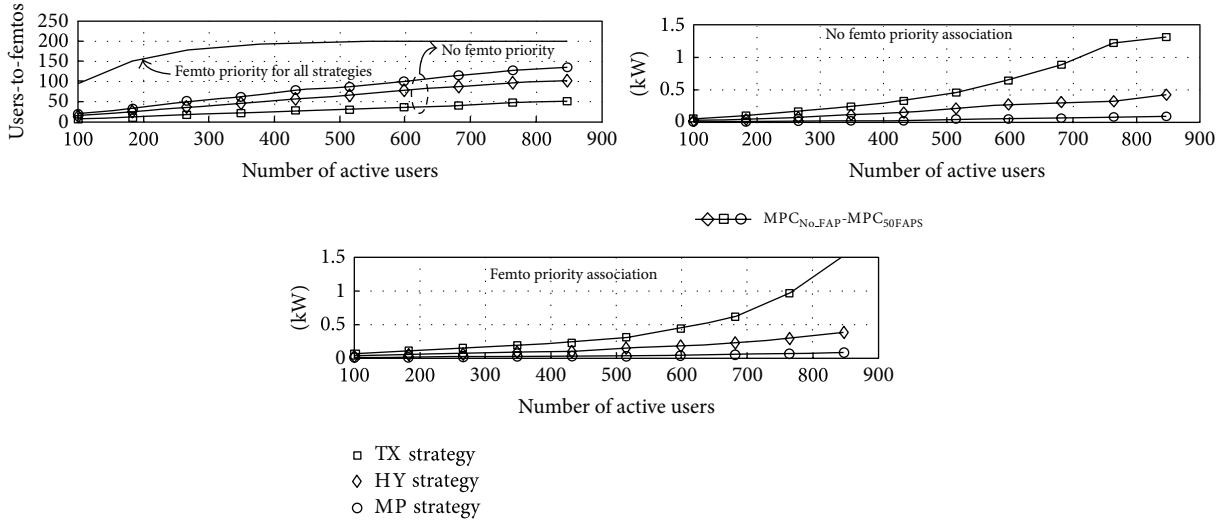 Users-to-femtos
250
200
150
100
50
0
No femto priority
Femto priority for all strategies
100 200 300 400 500 600 700 800 900
Number of active users
(kW)
1.5
1
0.5
0
No femto priority association
100 200 300 400 500 600 700 800 900
Number of active users
MPC_No_FAP-MPC_50FAPS
(kW)
1.5
1
0.5
0
Femto priority association
100 200 300 400 500 600 700 800 900
Number of active users
TX strategy
HY strategy
MP strategy